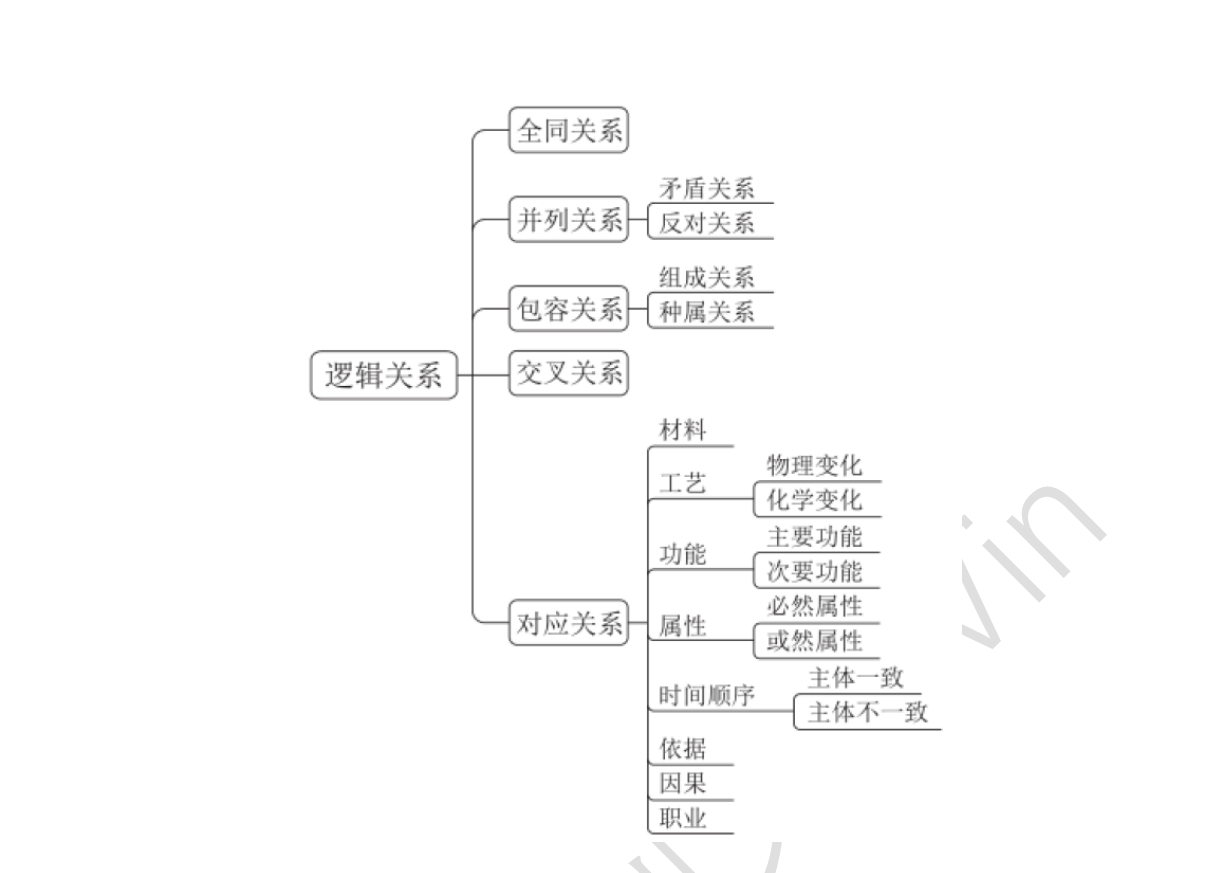 逻辑关系
全同关系
并列关系
矛盾关系
反对关系
包容关系
组成关系
种属关系
交叉关系
对应关系
材料
工艺
物理变化
化学变化
功能
主要功能
次要功能
属性
必然属性
或然属性
时间顺序
主体一致
主体不一致
依据
因果
职业